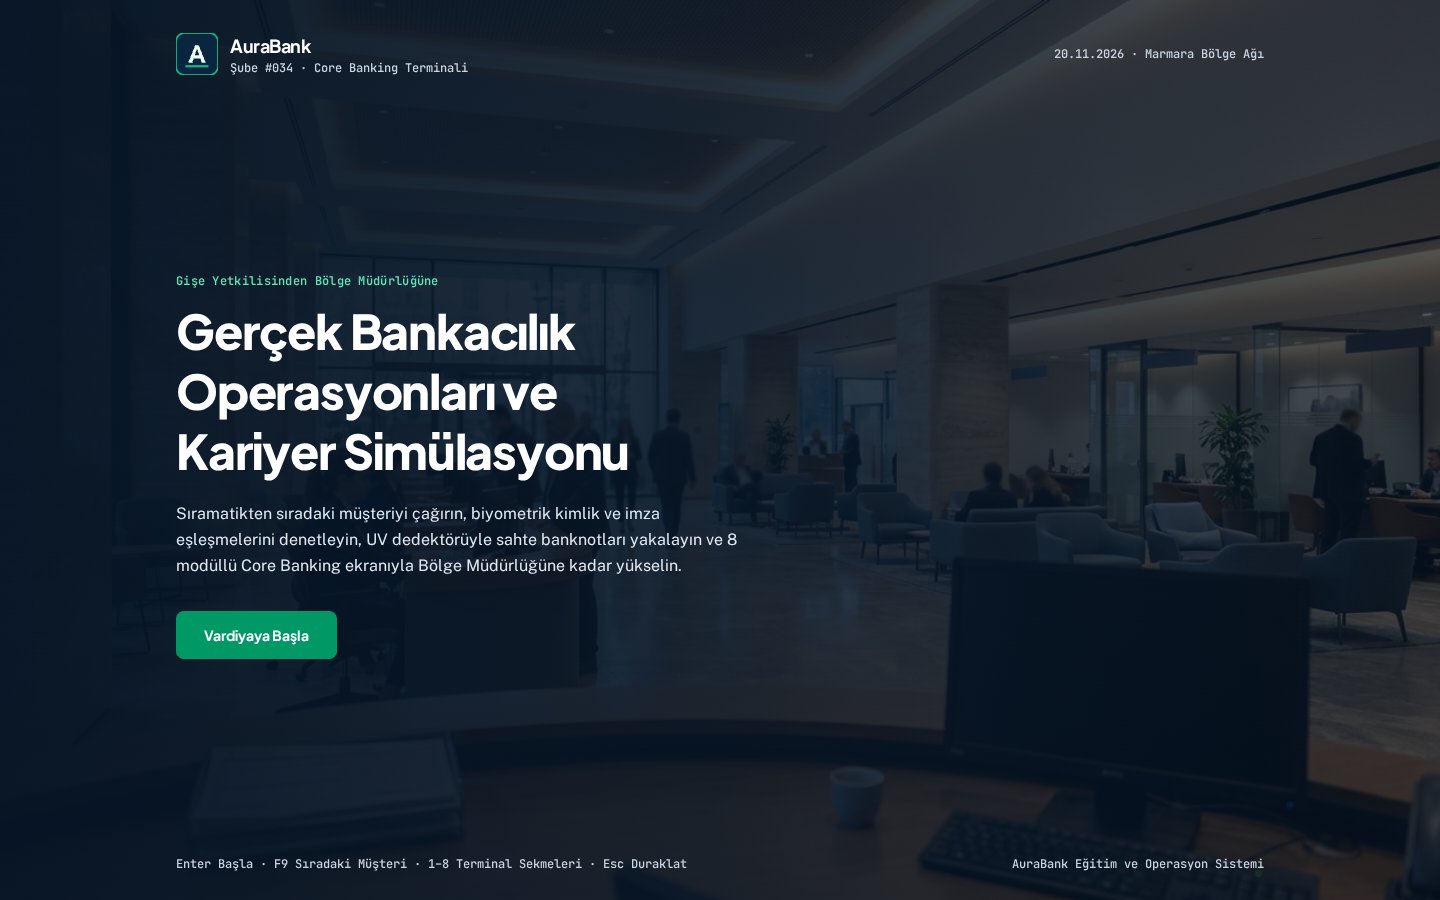 A
AuraBank
Şube #034 · Core Banking Terminali
20.11.2026 · Marmara Bölge Ağı
Gişe Yetkilisinden Bölge Müdürlüğüne
Gerçek Bankacılık
Operasyonları ve
Kariyer Simülasyonu
Sıramatikten sıradaki müşteriyi çağırın, biyometrik kimlik ve imza
eşleşmelerini denetleyin, UV dedektörüyle sahte banknotları yakalayın ve 8
modüllü Core Banking ekranıyla Bölge Müdürlüğüne kadar yükselin.
Vardiyaya Başla
Enter Başla · F9 Sıradaki Müşteri · 1-8 Terminal Sekmeleri · Esc Duraklat
AuraBank Eğitim ve Operasyon Sistemi